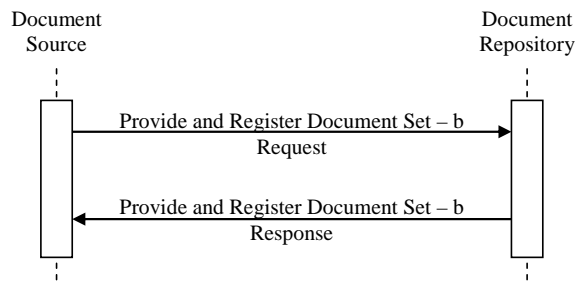 Document
Source
Document
Repository
Provide and Register Document Set – b
Request
Provide and Register Document Set – b
Response